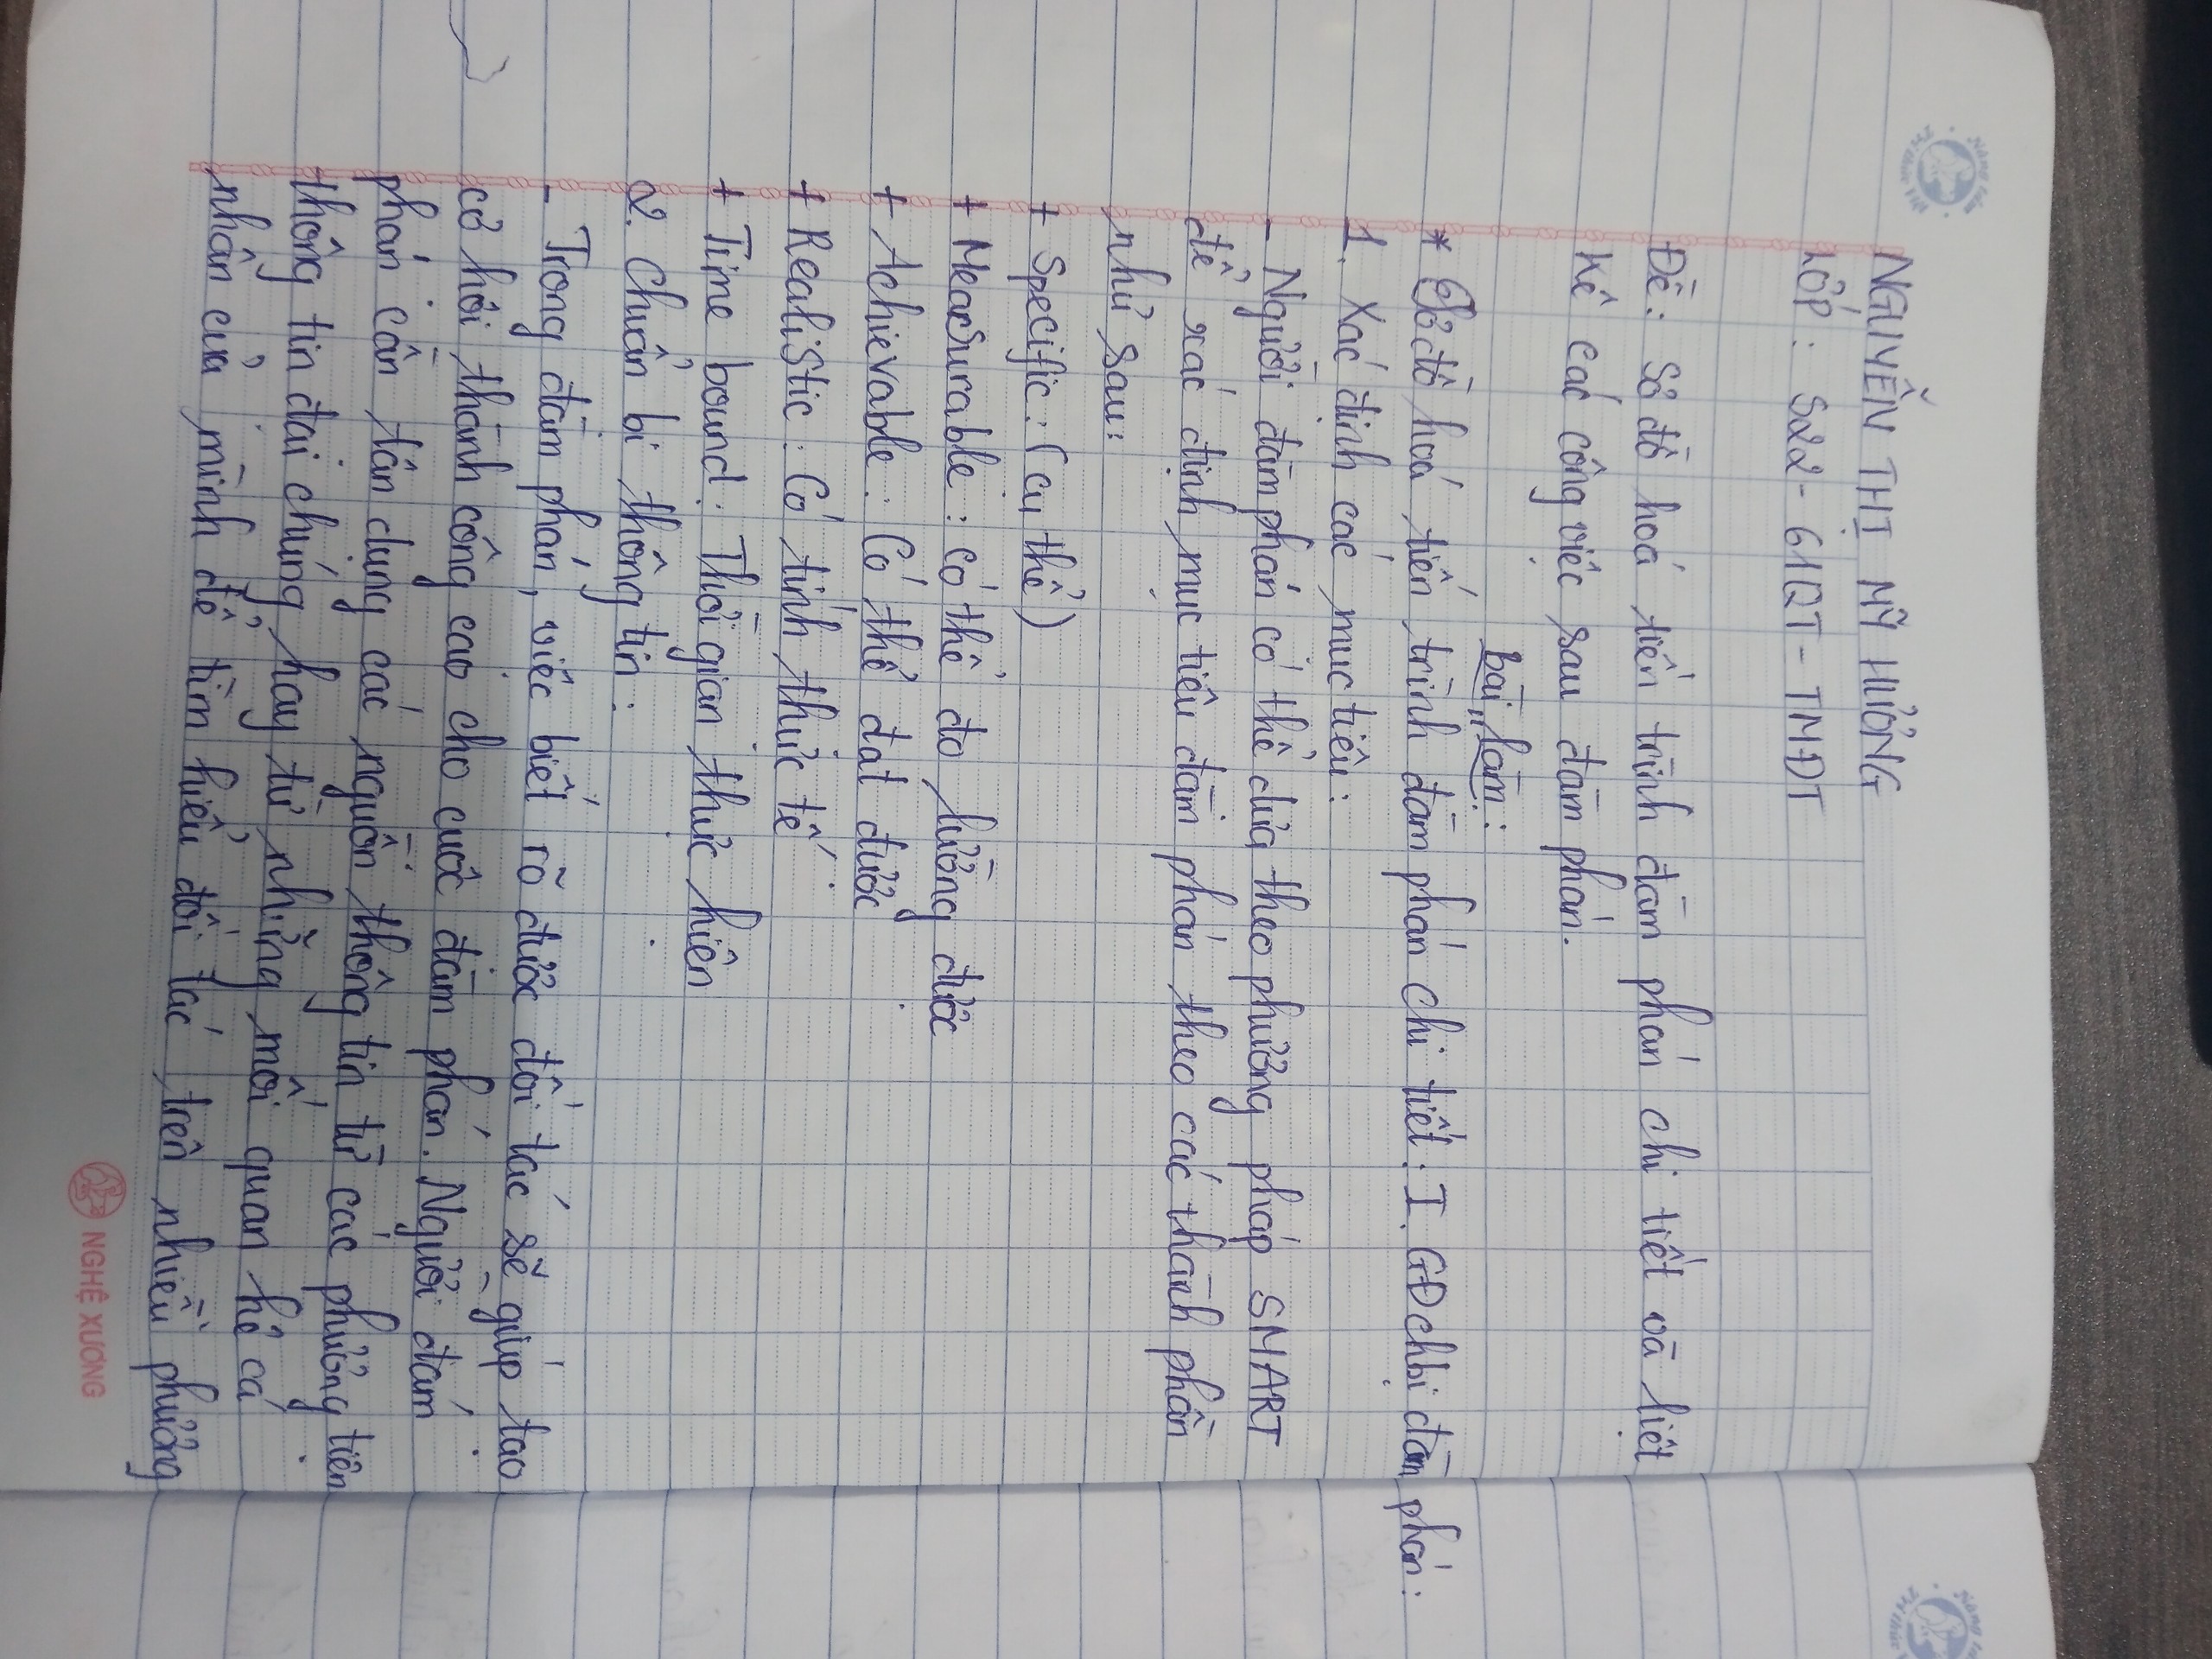 NGUYỄN THỊ MỸ HƯỜNG
LỚP: S22 - 61QT - TMĐT
Đề: Sơ đồ hoá tiến trình đàm phán chi tiết và liệt
kê các công việc sau đàm phán.
bài làm:
* Sơ đồ hoá tiến trình đàm phán chi tiết: I. GĐ chbị đàm phán:
1. Xác định các mục tiêu:
- Người đàm phán có thể dựa theo phương pháp SMART
để xác định mục tiêu đàm phán theo các thành phần
như sau:
+ Specific: (cụ thể)
+ Mearsurable: có thể đo lường được
+ Achievable: Có thể đạt được
+ Realistic: Có tính thực tế
+ Time bound: Thời gian thực hiện
2. Chuẩn bị thông tin:
- Trong đàm phán, việc biết rõ được đối tác sẽ giúp tạo
cơ hội thành công cao cho cuộc đàm phán. Người đàm
phán cần tận dụng các nguồn thông tin từ các phương tiện
thông tin đại chúng, hay từ những mối quan hệ cá
nhân của mình để tìm hiểu đối tác trên nhiều phương
NGHỆ XƯƠNG